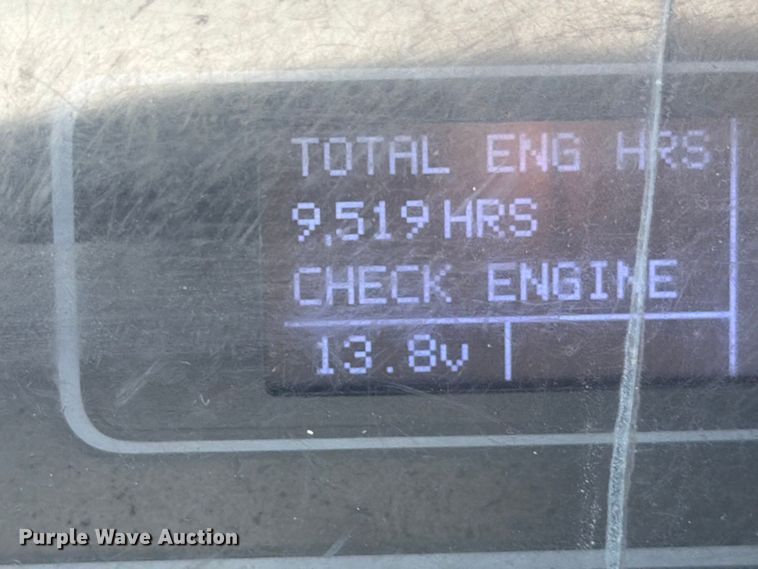 TOTAL ENG HRS
9,519 HRS
CHECK ENGINE
13.8v
Purple Wave Auction